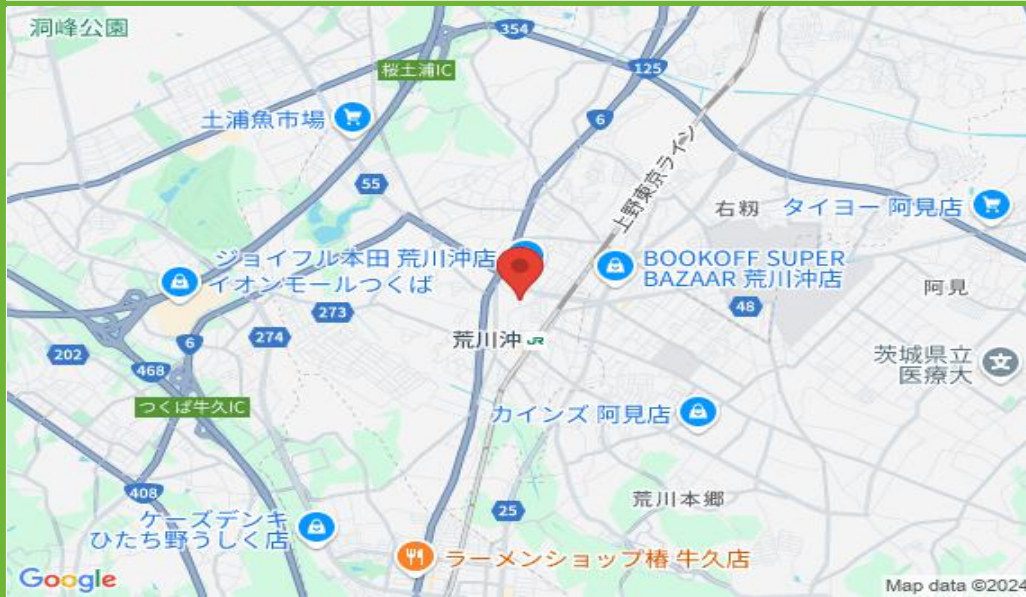 洞峰公園
354
桜土浦IC
125
土浦魚市場
6
上野東京ライン
55
右籾
タイヨー 阿見店
ジョイフル本田 荒川沖店
イオンモールつくば
BOOKOFF SUPER
BAZAAR 荒川沖店
阿見
48
273
274
荒川沖 JR
6
202
468
茨城県立
医療大
つくば牛久IC
カインズ 阿見店
408
25
荒川本郷
ケーズデンキ
ひたち野うしく店
ラーメンショップ椿 牛久店
Google
Map data ©2024